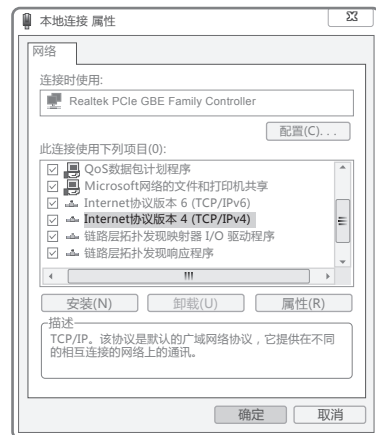 本地连接 属性
网络
连接时使用:
Realtek PCIe GBE Family Controller
配置(C). . .
此连接使用下列项目(0):
QoS数据包计划程序
Microsoft网络的文件和打印机共享
Internet协议版本 6 (TCP/IPv6)
Internet协议版本 4 (TCP/IPv4)
链路层拓扑发现映射器 I/O 驱动程序
链路层拓扑发现响应程序
安装(N) 卸载(U) 属性(R)
描述
TCP/IP。该协议是默认的广域网络协议，它提供在不同
的相互连接的网络上的通讯。
确定 取消